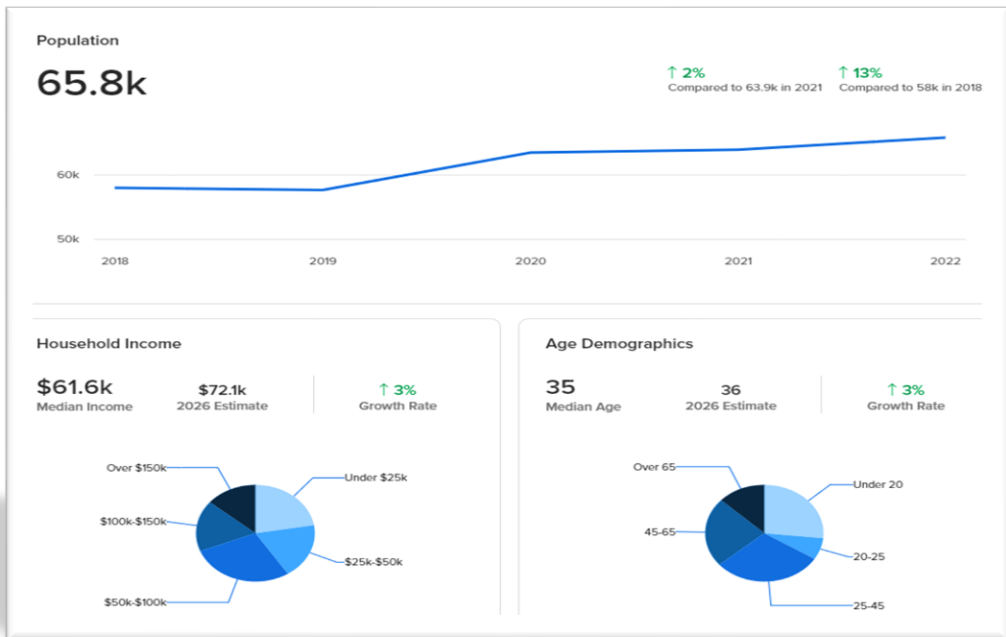 Population
65.8k
↑ 2%
Compared to 63.9k in 2021
↑ 13%
Compared to 58k in 2018
60k
50k
2018 2019 2020 2021 2022
Household Income
$61.6k
Median Income
$72.1k
2026 Estimate
↑ 3%
Growth Rate
Over $150k
Under $25k
$100k-$150k
$25k-$50k
$50k-$100k
Age Demographics
35
Median Age
36
2026 Estimate
↑ 3%
Growth Rate
Over 65
Under 20
45-65
20-25
25-45